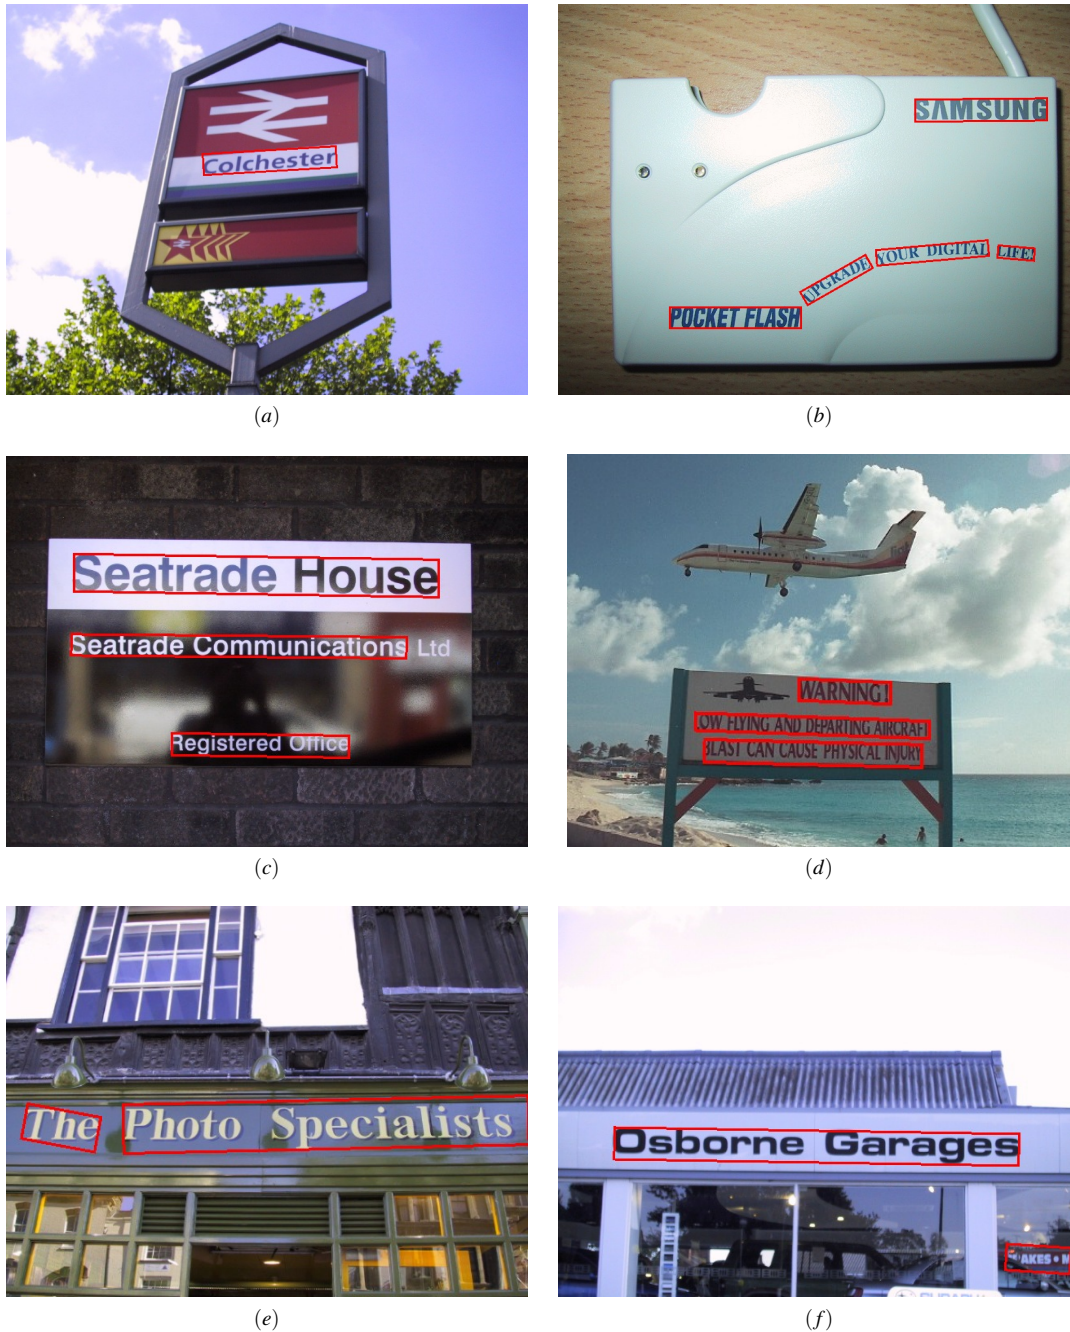 Colchester
SAMSUNG
UPGRADE YOUR DIGITAL LIFE!
POCKET FLASH
(a)
(b)
Seatrade House
Seatrade Communications Ltd
Registered Office
WARNING!
LOW FLYING AND DEPARTING AIRCRAFT
BLAST CAN CAUSE PHYSICAL INJURY
(c)
(d)
The Photo Specialists
Osborne Garages
(e)
(f)